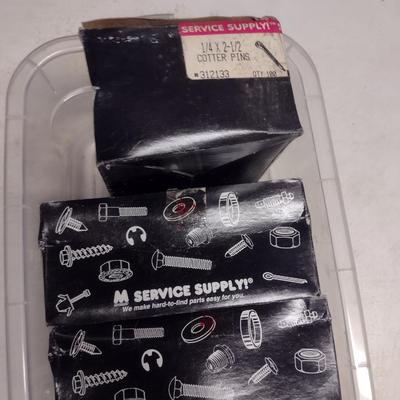 SERVICE SUPPLY!
1/4 X 2-1/2
COTTER PINS
#312133 QTY:100
M SERVICE SUPPLY!®
We make hard-to-find parts easy for you.